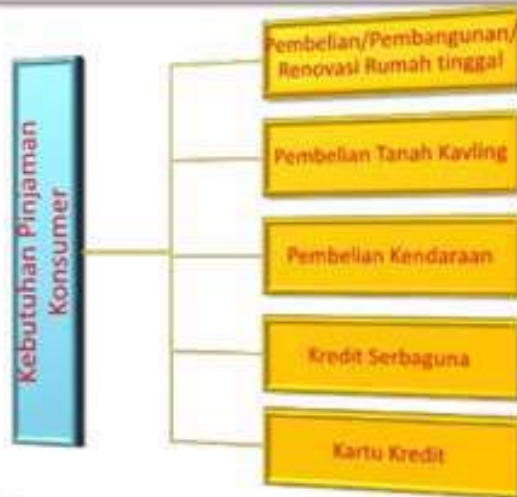 Kebutuhan Pinjaman
Konsumer
Pembelian/Pembangunan/
Renovasi Rumah tinggal
Pembelian Tanah Kavling
Pembelian Kendaraan
Kredit Serbaguna
Kartu Kredit